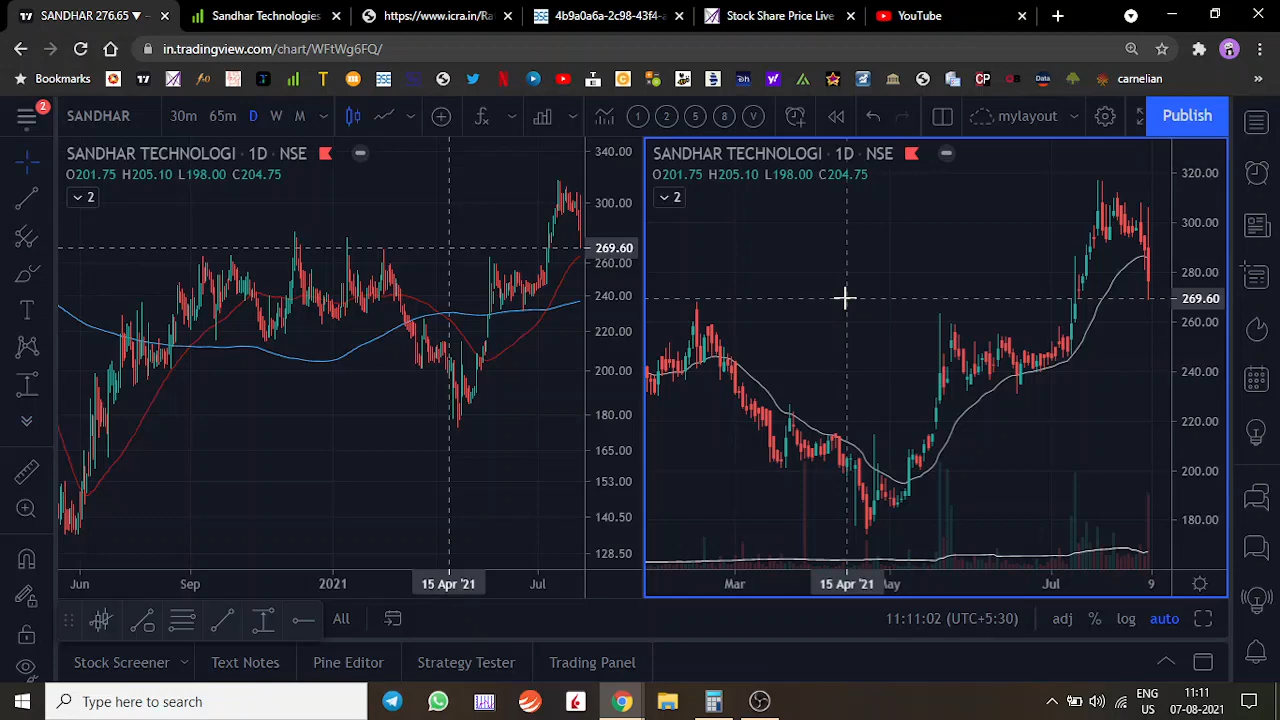 SANDHAR 276.65 ▼
Sandhar Technologies
https://www.icra.in/Ra
4b9a0a6a-2c98-43f4-a
Stock Share Price Live
YouTube
in.tradingview.com/chart/WFtWg6FQ/
Bookmarks
carnelian
2
SANDHAR 30m 65m D W M
1 2 5 8 V
mylayout
Publish
SANDHAR TECHNOLOGI · 1D · NSE
O201.75 H205.10 L198.00 C204.75
2
340.00
300.00
269.60
260.00
240.00
220.00
200.00
180.00
165.00
153.00
140.50
128.50
Jun Sep 2021 15 Apr '21 Jul
SANDHAR TECHNOLOGI · 1D · NSE
O201.75 H205.10 L198.00 C204.75
2
320.00
300.00
280.00
269.60
260.00
240.00
220.00
200.00
180.00
Mar 15 Apr '21 May Jul 9
All
11:11:02 (UTC+5:30) adj % log auto
Stock Screener Text Notes Pine Editor Strategy Tester Trading Panel
Type here to search
ENG
US
11:11
07-08-2021